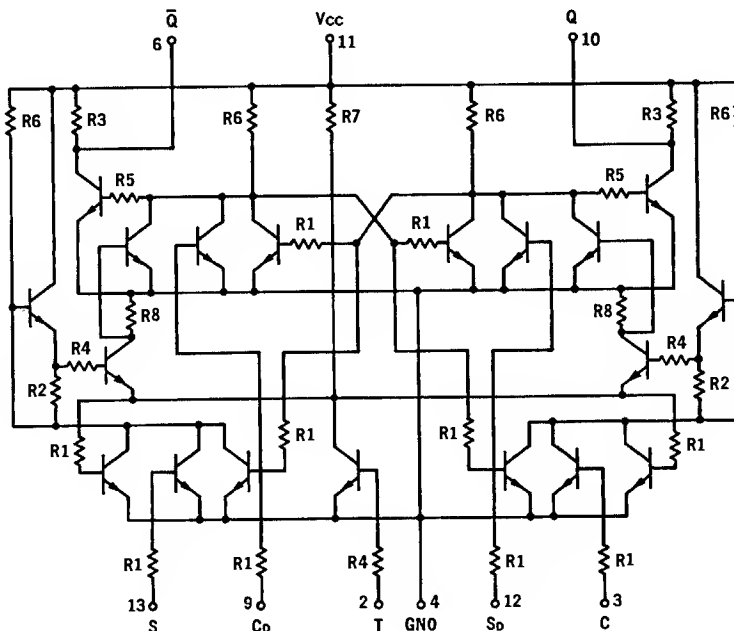 Q̄ Vcc Q
6 11 10
R6 R3 R6 R7 R6 R3 R6
R5 R5
R1 R1
R8 R8
R4 R4
R2 R2
R1 R1 R1 R1
R1 R1 R4 R1 R1
13 9 2 4 12 3
S CD T GND SD C